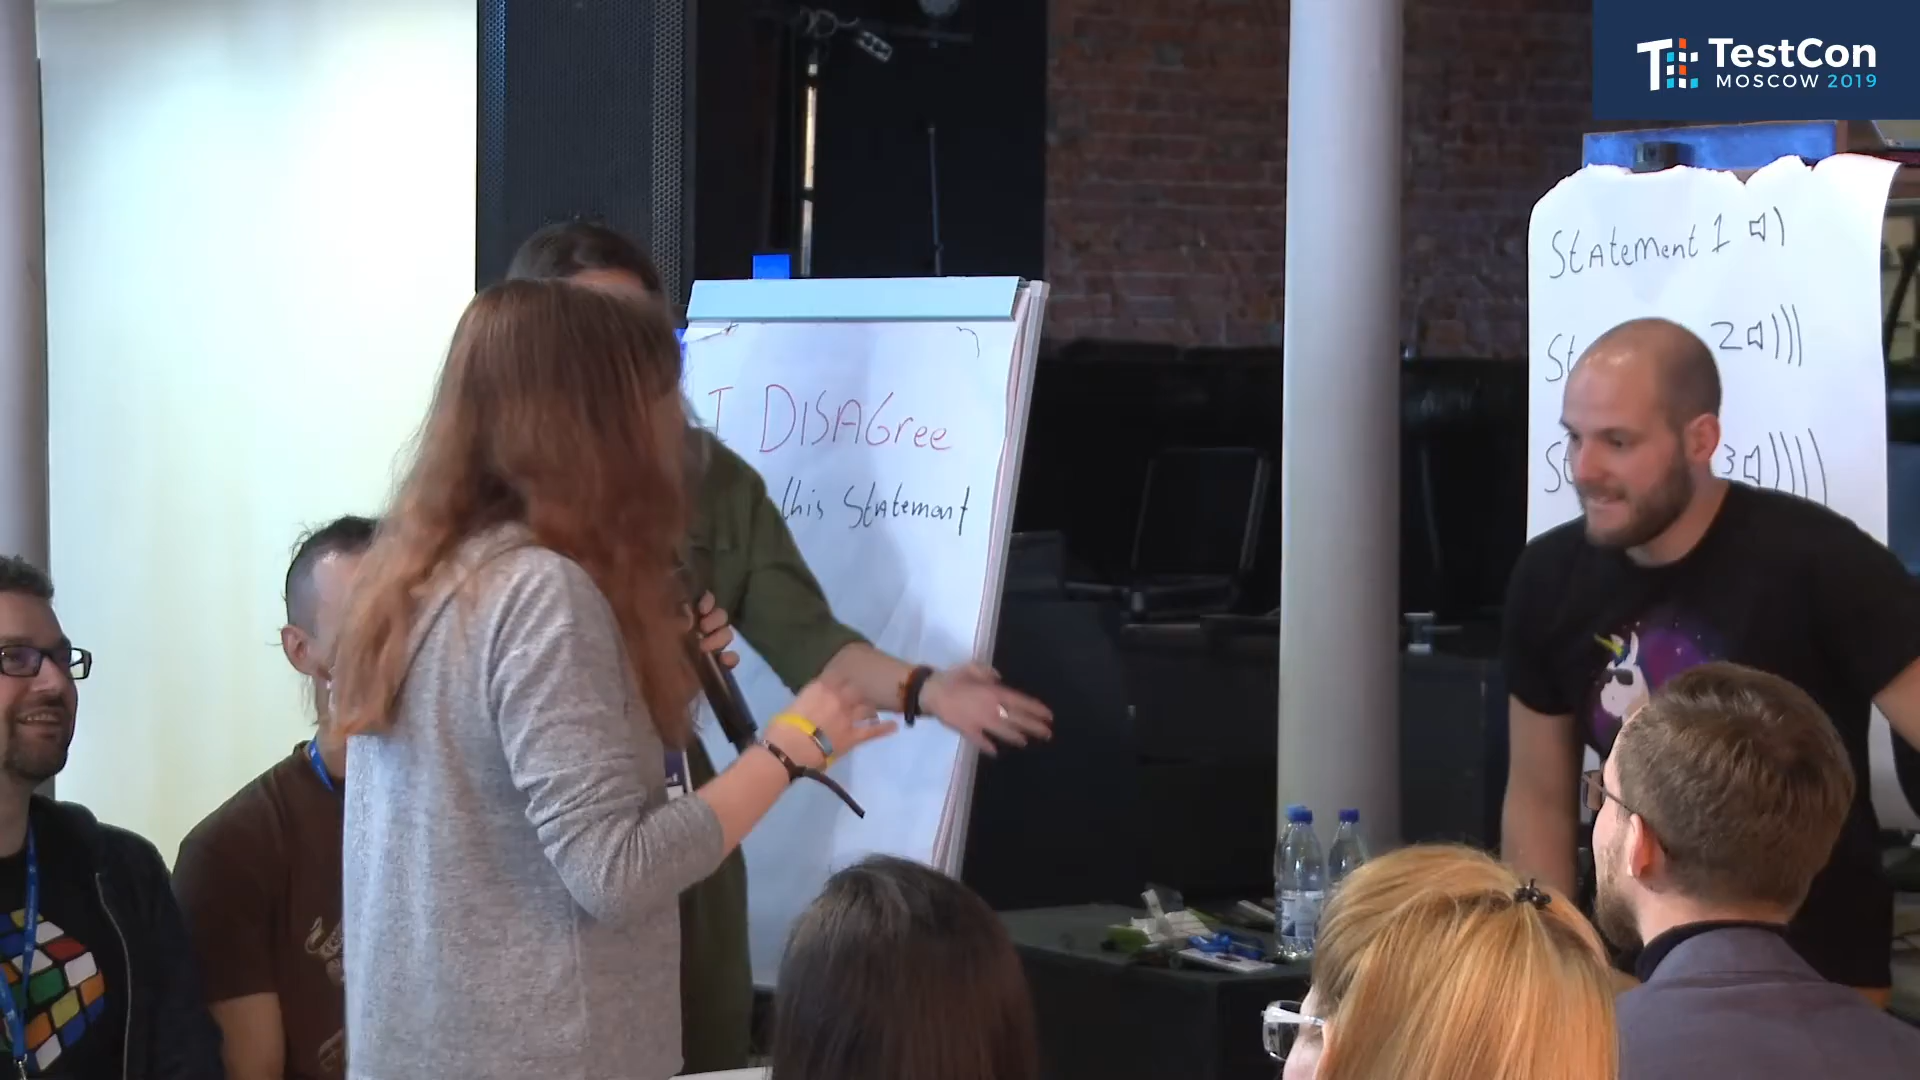 TestCon
MOSCOW 2019
Statement 1
2
3
I DISAGree
this Statement